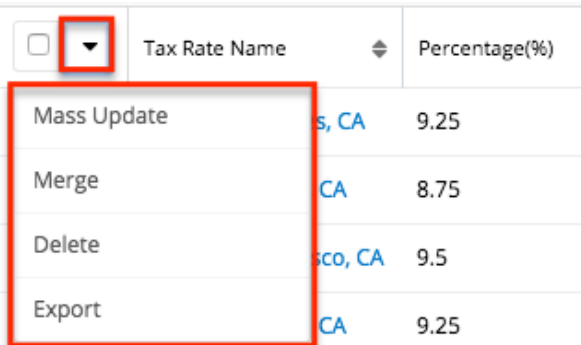 Tax Rate Name
Percentage(%)
Mass Update
s, CA
9.25
Merge
CA
8.75
Delete
sco, CA
9.5
Export
CA
9.25